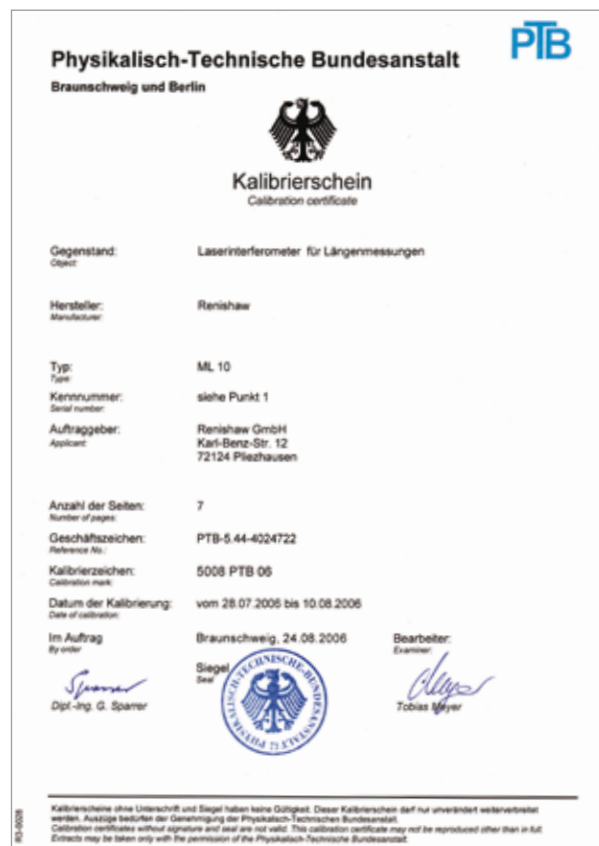 PTB
Physikalisch-Technische Bundesanstalt
Braunschweig und Berlin
Kalibrierschein
Calibration certificate
Gegenstand: Laserinterferometer für Längenmessungen
Object:
Hersteller: Renishaw
Manufacturer:
Typ: ML 10
Type:
Kennnummer: siehe Punkt 1
Serial number:
Auftraggeber: Renishaw GmbH
Applicant: Karl-Benz-Str. 12
72124 Pliezhausen
Anzahl der Seiten: 7
Number of pages:
Geschäftszeichen: PTB-5.44-4024722
Reference No.:
Kalibrierzeichen: 5008 PTB 06
Calibration mark:
Datum der Kalibrierung: vom 28.07.2006 bis 10.08.2006
Date of calibration:
Im Auftrag Braunschweig, 24.08.2006 Bearbeiter:
By order Examiner:
Siegel
Seal
PHYSIKALISCH-TECHNISCHE-BUNDESANSTALT
Dipl.-Ing. G. Sparrer Tobias Meyer
Kalibrierscheine ohne Unterschrift und Siegel haben keine Gültigkeit. Dieser Kalibrierschein darf nur unverändert weiterverbreitet
werden. Auszüge bedürfen der Genehmigung der Physikalisch-Technischen Bundesanstalt.
Calibration certificates without signature and seal are not valid. This calibration certificate may not be reproduced other than in full.
Extracts may be taken only with the permission of the Physikalisch-Technische Bundesanstalt.